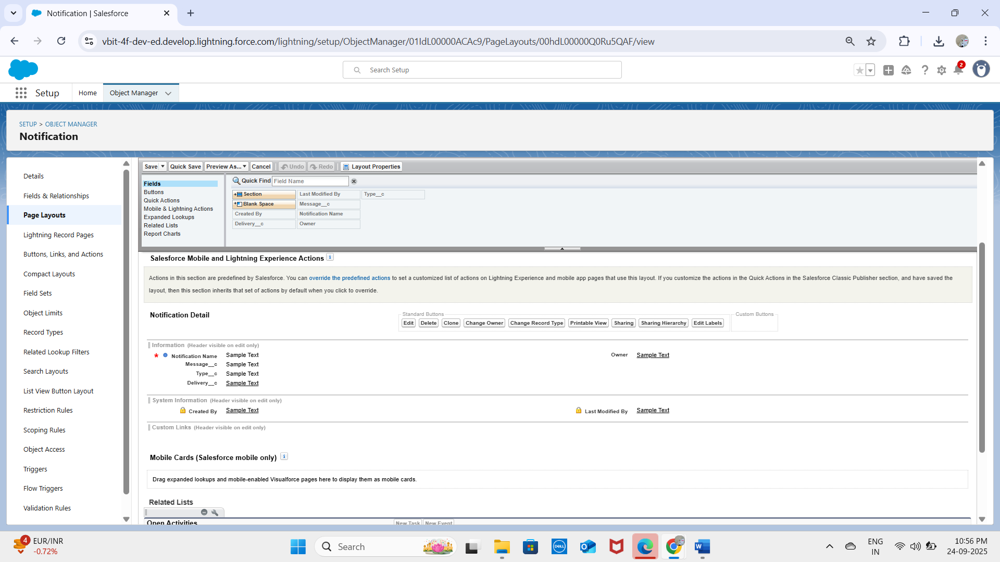 Notification | Salesforce
vbit-4f-dev-ed.develop.lightning.force.com/lightning/setup/ObjectManager/01IdL00000ACAc9/PageLayouts/00hdL00000Q0Ru5QAF/view
Search Setup
2
Setup
Home
Object Manager
SETUP > OBJECT MANAGER
Notification
Details
Fields & Relationships
Page Layouts
Lightning Record Pages
Buttons, Links, and Actions
Compact Layouts
Field Sets
Object Limits
Record Types
Related Lookup Filters
Search Layouts
List View Button Layout
Restriction Rules
Scoping Rules
Object Access
Triggers
Flow Triggers
Validation Rules
Save Quick Save Preview As... Cancel Undo Redo Layout Properties
Fields
Buttons
Quick Actions
Mobile & Lightning Actions
Expanded Lookups
Related Lists
Report Charts
Quick Find Field Name
Section Last Modified By Type__c
Blank Space Message__c
Created By Notification Name
Delivery__c Owner
Salesforce Mobile and Lightning Experience Actions i
Actions in this section are predefined by Salesforce. You can override the predefined actions to set a customized list of actions on Lightning Experience and mobile app pages that use this layout. If you customize the actions in the Quick Actions in the Salesforce Classic Publisher section, and have saved the
layout, then this section inherits that set of actions by default when you click to override.
Notification Detail
Standard Buttons
Edit Delete Clone Change Owner Change Record Type Printable View Sharing Sharing Hierarchy Edit Labels
Custom Buttons
Information (Header visible on edit only)
* Notification Name Sample Text Owner Sample Text
Message__c Sample Text
Type__c Sample Text
Delivery__c Sample Text
System Information (Header visible on edit only)
Created By Sample Text Last Modified By Sample Text
Custom Links (Header visible on edit only)
Mobile Cards (Salesforce mobile only) i
Drag expanded lookups and mobile-enabled Visualforce pages here to display them as mobile cards.
Related Lists
Open Activities New Task New Event
4
EUR/INR
-0.72%
Search
DELL
W
ENG
IN
10:56 PM
24-09-2025